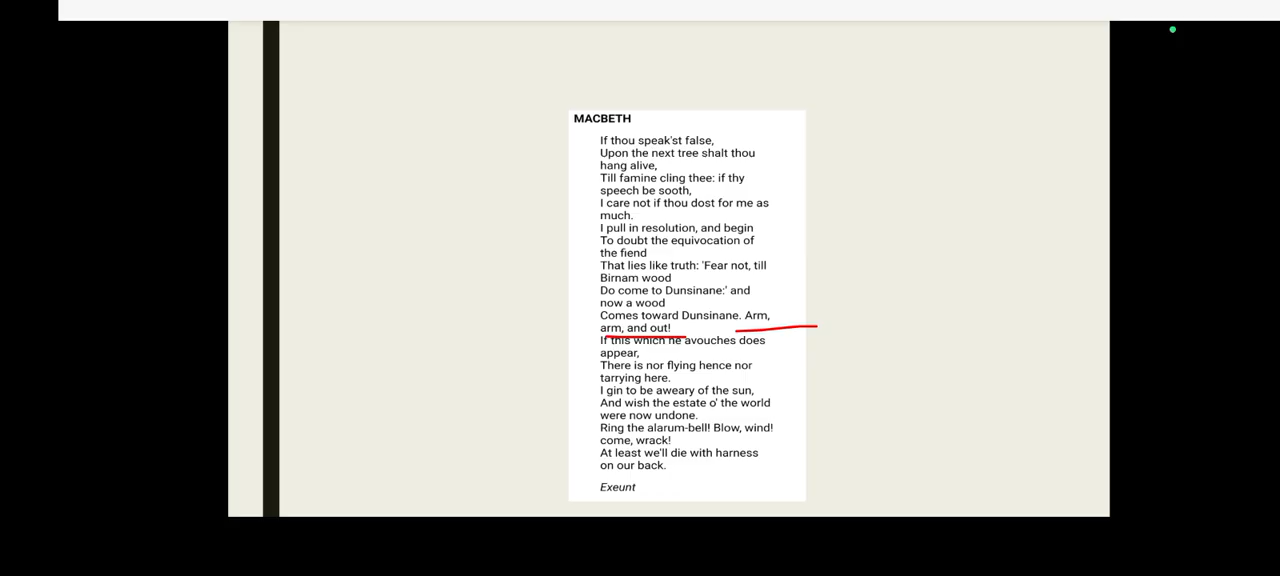 MACBETH
If thou speak'st false,
Upon the next tree shalt thou
hang alive,
Till famine cling thee: if thy
speech be sooth,
I care not if thou dost for me as
much.
I pull in resolution, and begin
To doubt the equivocation of
the fiend
That lies like truth: 'Fear not, till
Birnam wood
Do come to Dunsinane:' and
now a wood
Comes toward Dunsinane. Arm,
arm, and out!
If this which he avouches does
appear,
There is nor flying hence nor
tarrying here.
I gin to be aweary of the sun,
And wish the estate o' the world
were now undone.
Ring the alarum-bell! Blow, wind!
come, wrack!
At least we'll die with harness
on our back.
Exeunt